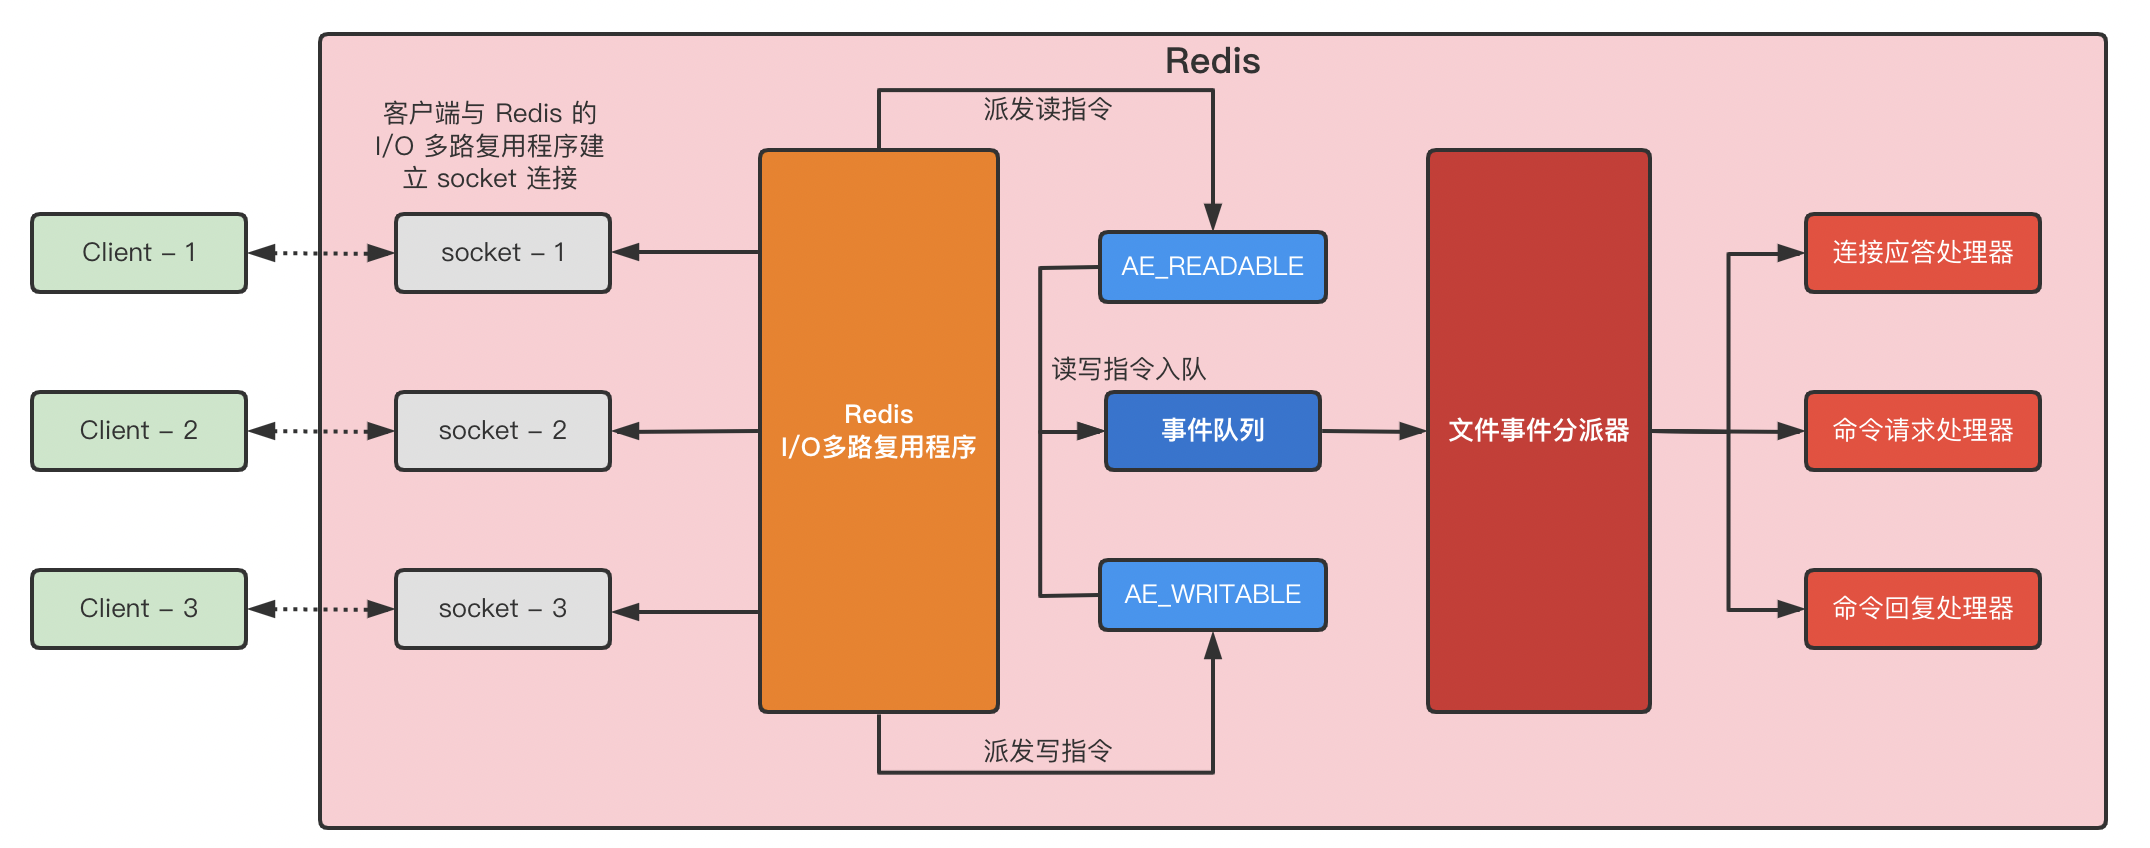 Redis
客户端与 Redis 的
I/O 多路复用程序建
立 socket 连接
派发读指令
Client - 1
socket - 1
AE_READABLE
连接应答处理器
读写指令入队
Client - 2
socket - 2
Redis
I/O多路复用程序
事件队列
文件事件分派器
命令请求处理器
Client - 3
socket - 3
AE_WRITABLE
命令回复处理器
派发写指令